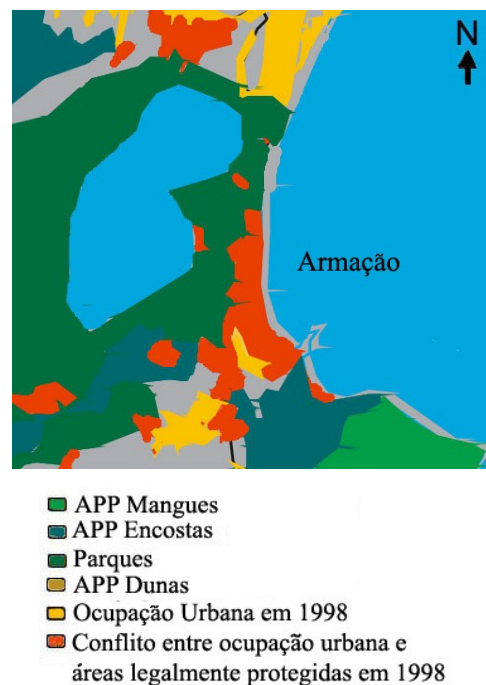 N
Armação
APP Mangues
APP Encostas
Parques
APP Dunas
Ocupação Urbana em 1998
Conflito entre ocupação urbana e
áreas legalmente protegidas em 1998